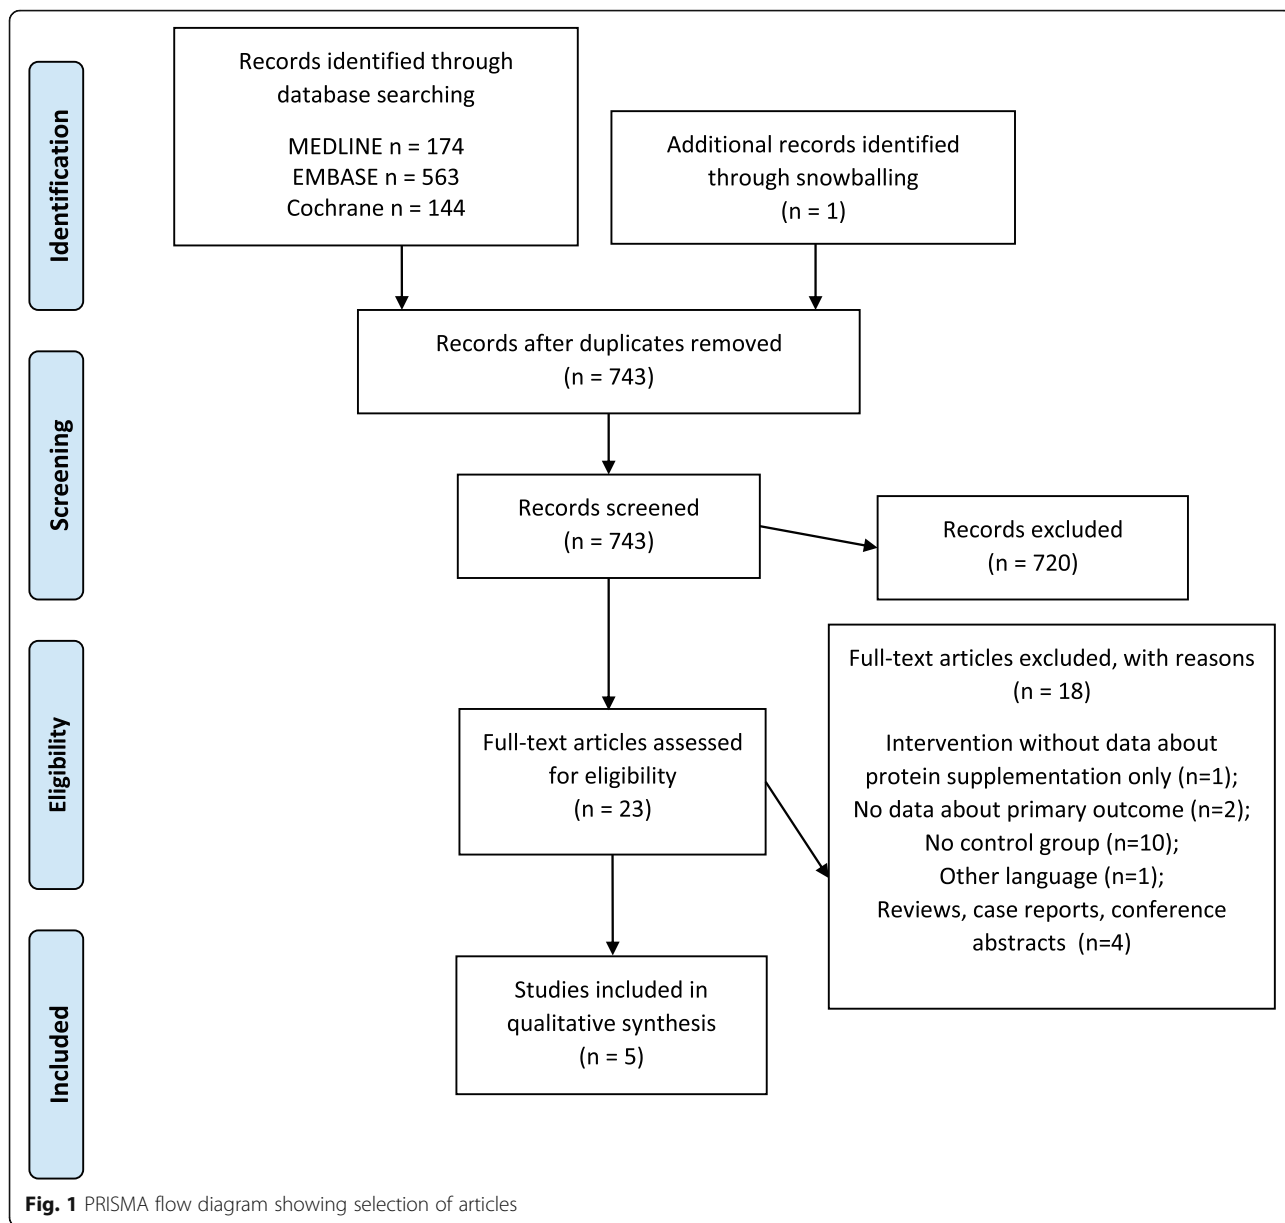 Identification
Records identified through
database searching
MEDLINE n = 174
EMBASE n = 563
Cochrane n = 144
Additional records identified
through snowballing
(n = 1)
Records after duplicates removed
(n = 743)
Screening
Records screened
(n = 743)
Records excluded
(n = 720)
Eligibility
Full-text articles assessed
for eligibility
(n = 23)
Full-text articles excluded, with reasons
(n = 18)
Intervention without data about
protein supplementation only (n=1);
No data about primary outcome (n=2);
No control group (n=10);
Other language (n=1);
Reviews, case reports, conference
abstracts (n=4)
Included
Studies included in
qualitative synthesis
(n = 5)
Fig. 1 PRISMA flow diagram showing selection of articles